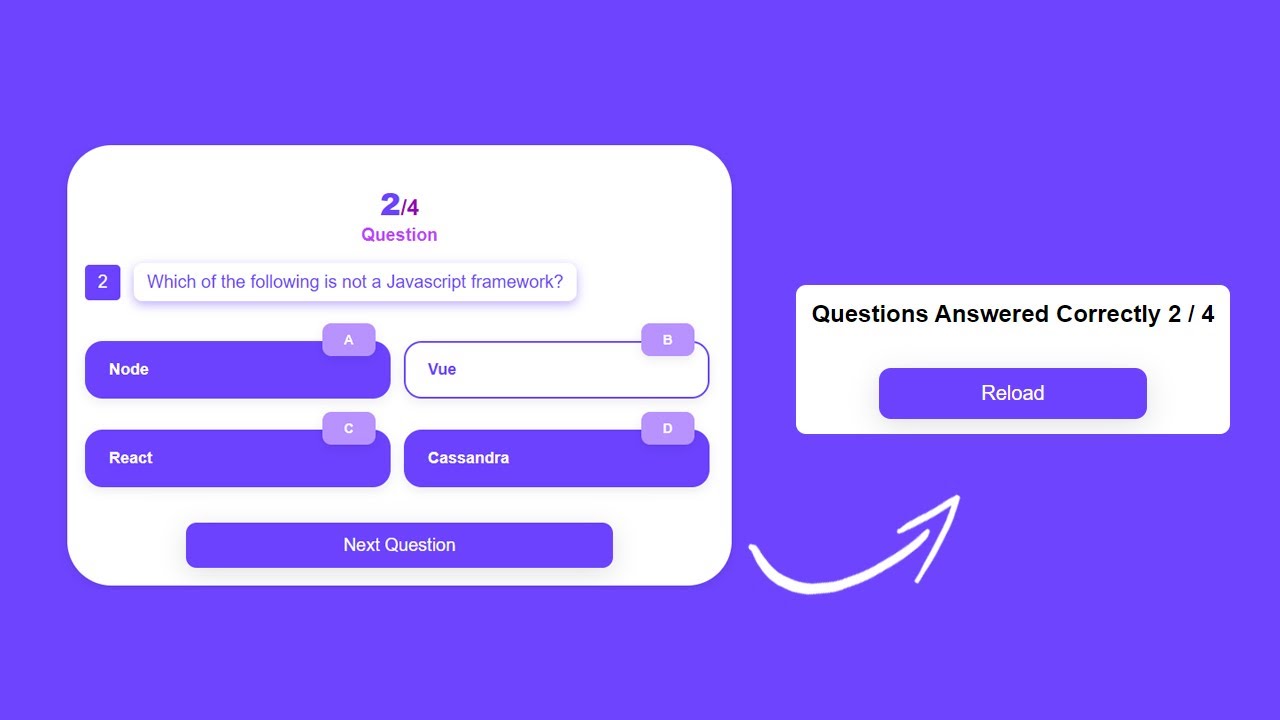 2/4
Question
2 Which of the following is not a Javascript framework?
A
Node
B
Vue
C
React
D
Cassandra
Next Question
Questions Answered Correctly 2 / 4
Reload